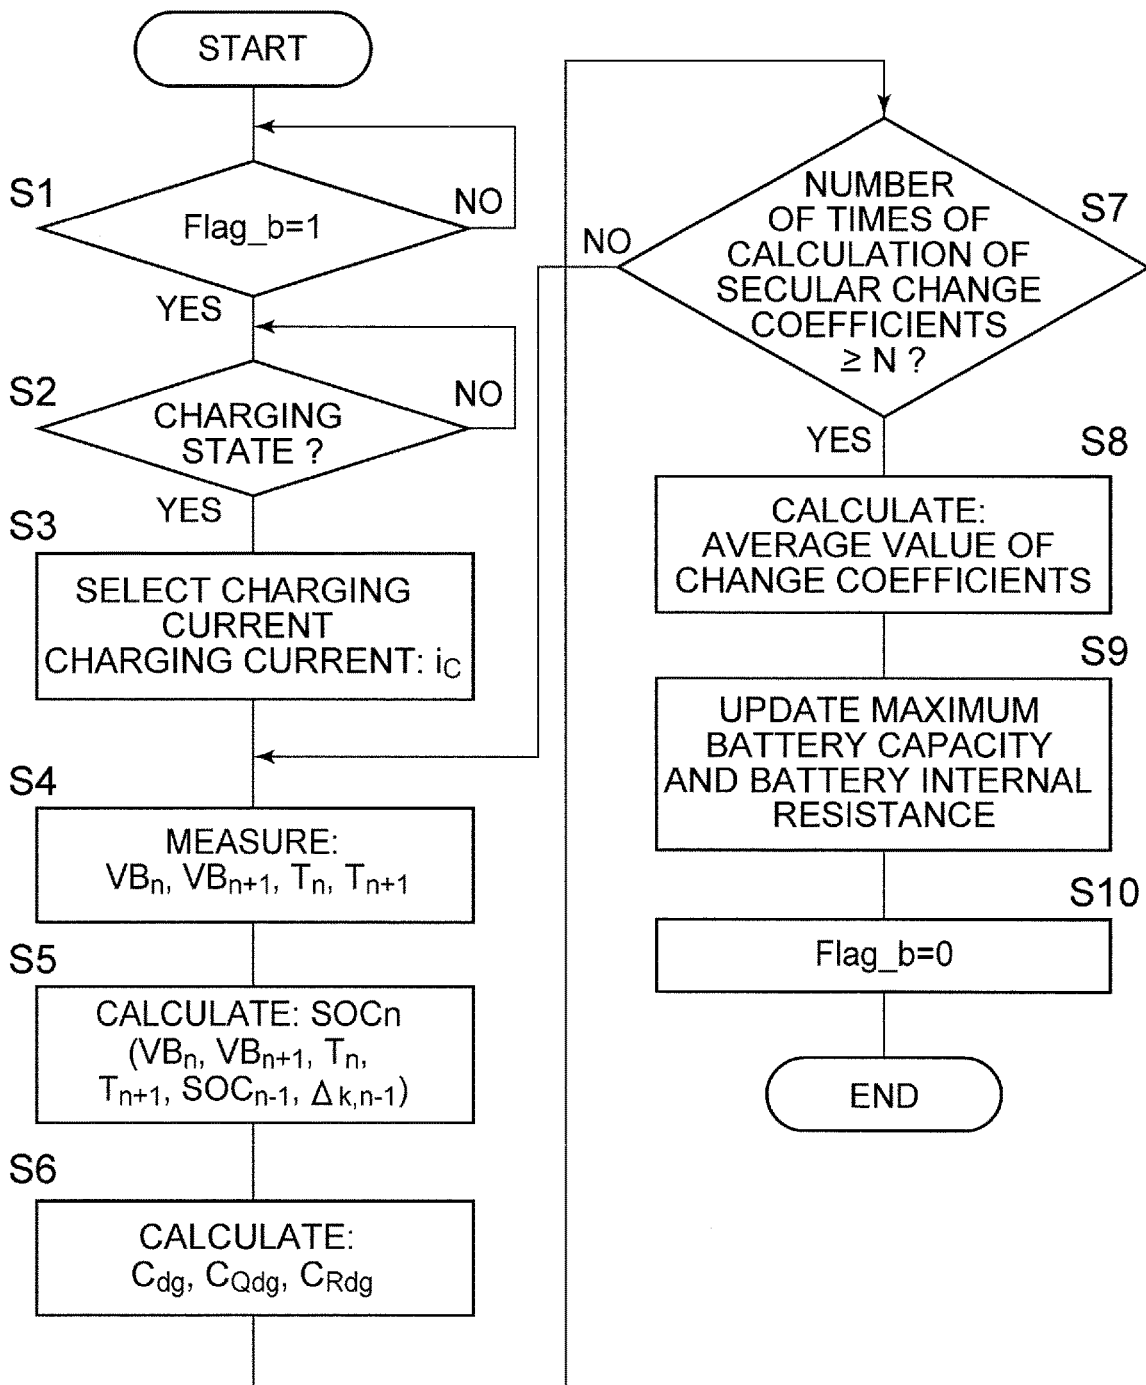 START
S1
Flag_b=1
NO
YES
S2
CHARGING
STATE ?
NO
YES
S3
SELECT CHARGING
CURRENT
CHARGING CURRENT: iC
S4
MEASURE:
VBn, VBn+1, Tn, Tn+1
S5
CALCULATE: SOCn
(VBn, VBn+1, Tn,
Tn+1, SOCn-1, Δk,n-1)
S6
CALCULATE:
Cdg, CQdg, CRdg
S7
NUMBER
OF TIMES OF
CALCULATION OF
SECULAR CHANGE
COEFFICIENTS
≥ N ?
NO
YES
S8
CALCULATE:
AVERAGE VALUE OF
CHANGE COEFFICIENTS
S9
UPDATE MAXIMUM
BATTERY CAPACITY
AND BATTERY INTERNAL
RESISTANCE
S10
Flag_b=0
END